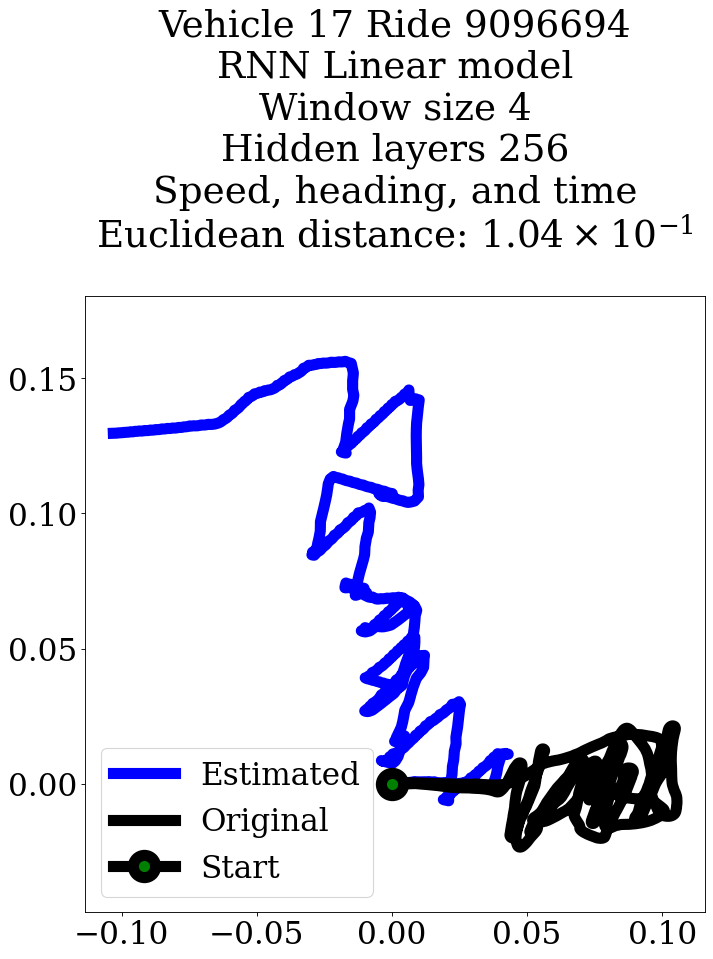 Vehicle 17 Ride 9096694
RNN Linear model
Window size 4
Hidden layers 256
Speed, heading, and time
Euclidean distance: 1.04 × 10⁻¹
0.15
0.10
0.05
0.00
Estimated
Original
Start
−0.10 −0.05 0.00 0.05 0.10